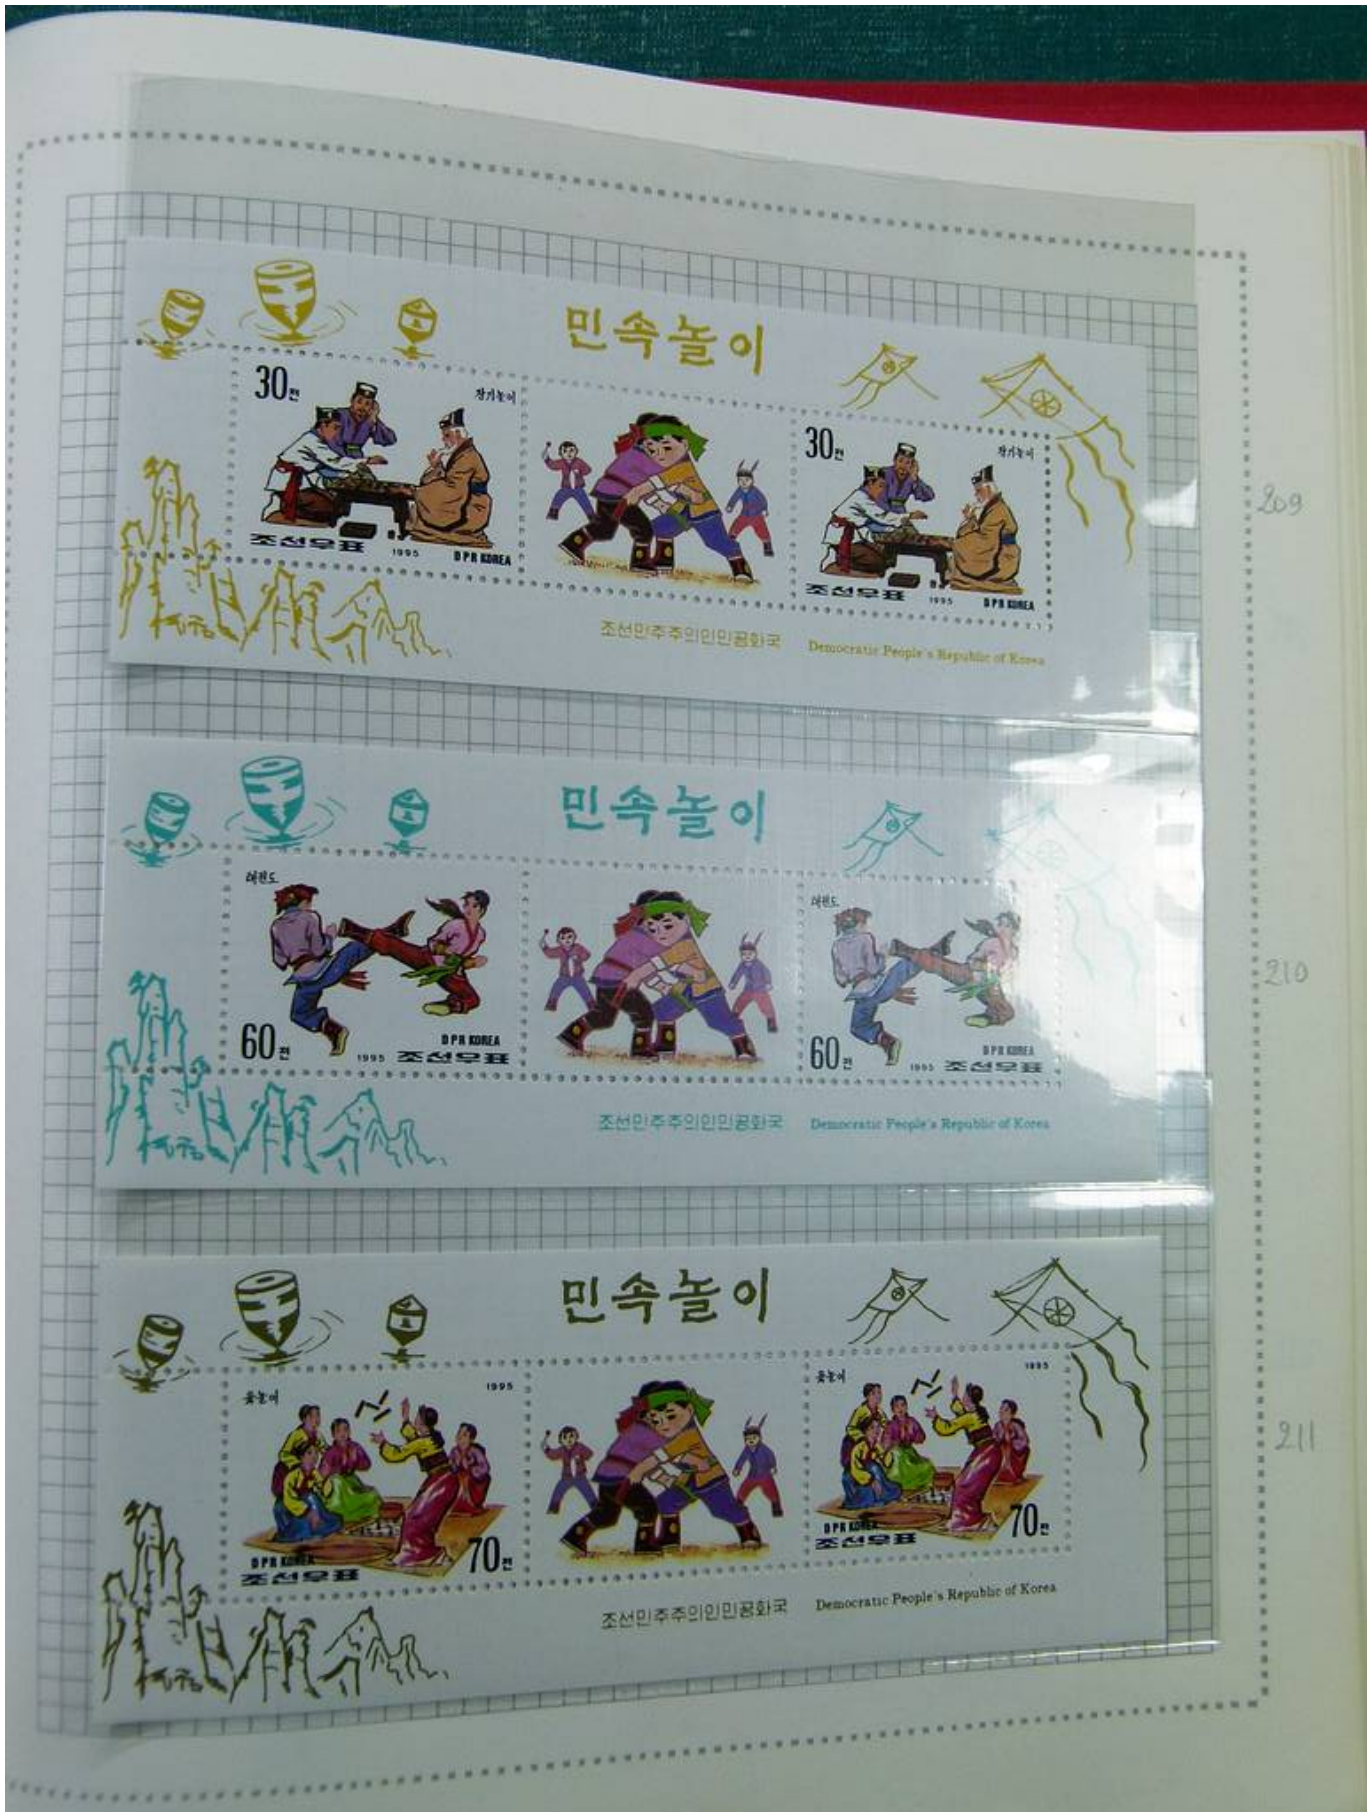 민속놀이
30전
장기놀이
30전
장기놀이
조선우표 1995 DPR KOREA
조선우표 1995 DPR KOREA
209
조선민주주의인민공화국 Democratic People's Republic of Korea
민속놀이
태권도
태권도
60전 1995 DPR KOREA
조선우표
60전 1995 DPR KOREA
조선우표
210
조선민주주의인민공화국 Democratic People's Republic of Korea
민속놀이
윷놀이 1995
윷놀이 1995
211
DPR KOREA
조선우표 70전
DPR KOREA
조선우표 70전
조선민주주의인민공화국 Democratic People's Republic of Korea